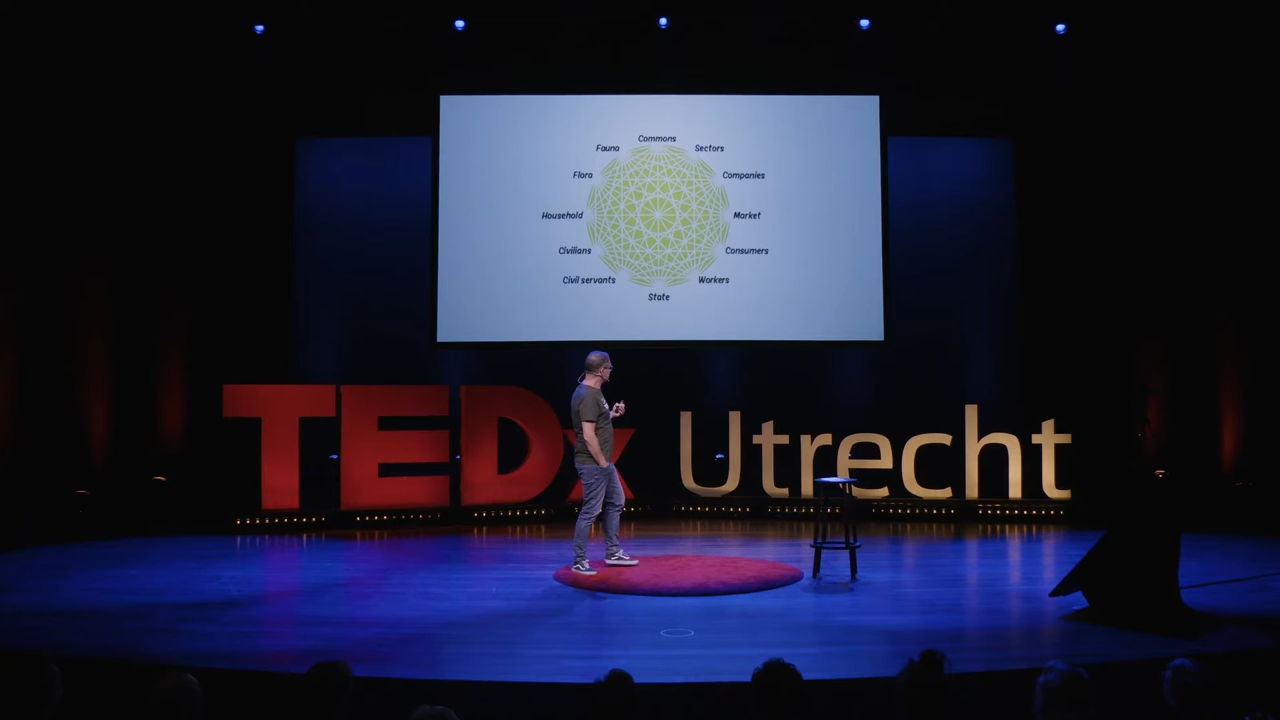 Commons
Fauna
Sectors
Flora
Companies
Household
Market
Civilians
Consumers
Civil servants
Workers
State
TEDx Utrecht